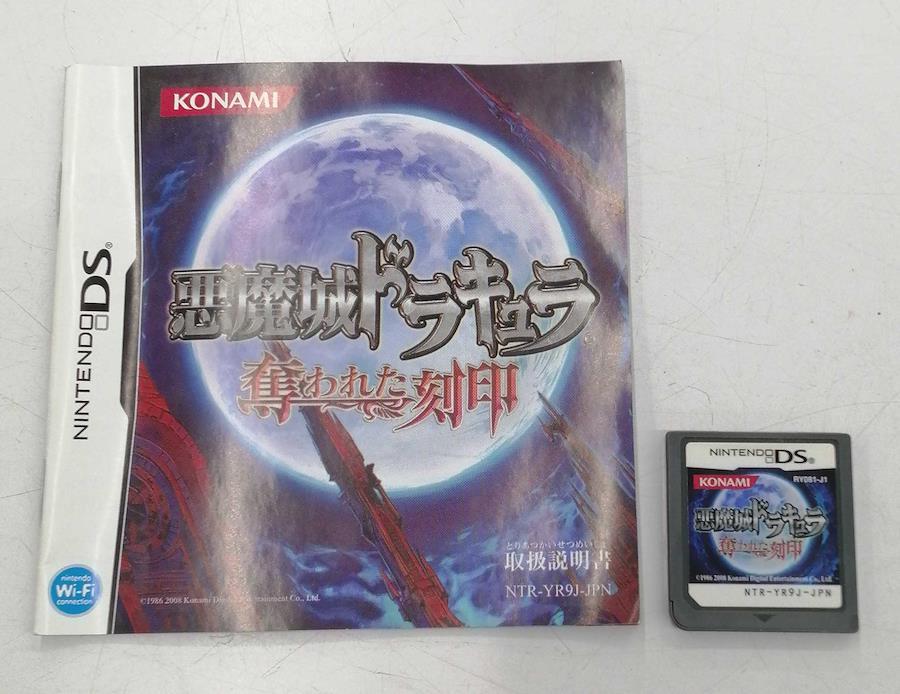 KONAMI
悪魔城ドラキュラ
奪われた刻印
NINTENDO DS®
nintendo
Wi-Fi
connection
とりあつかいせつめいしょ
取扱説明書
NTR-YR9J-JPN
©1986 2008 Konami Digital Entertainment Co., Ltd.
NINTENDO DS®
KONAMI
RY081-J1
悪魔城ドラキュラ
奪われた刻印
©1986 2008 Konami Digital Entertainment Co., Ltd.
NTR-YR9J-JPN